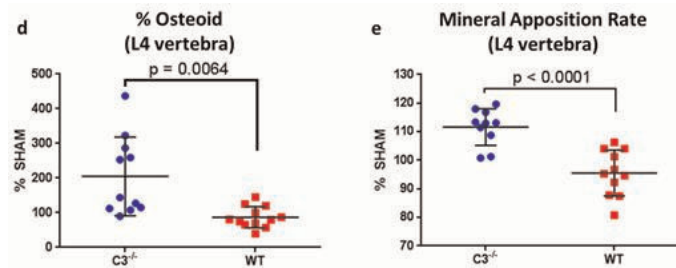 d
% Osteoid
(L4 vertebra)
p = 0.0064
% SHAM
500
400
300
200
100
0
C3⁻/⁻
WT
e
Mineral Apposition Rate
(L4 vertebra)
p < 0.0001
% SHAM
130
120
110
100
90
80
70
C3⁻/⁻
WT